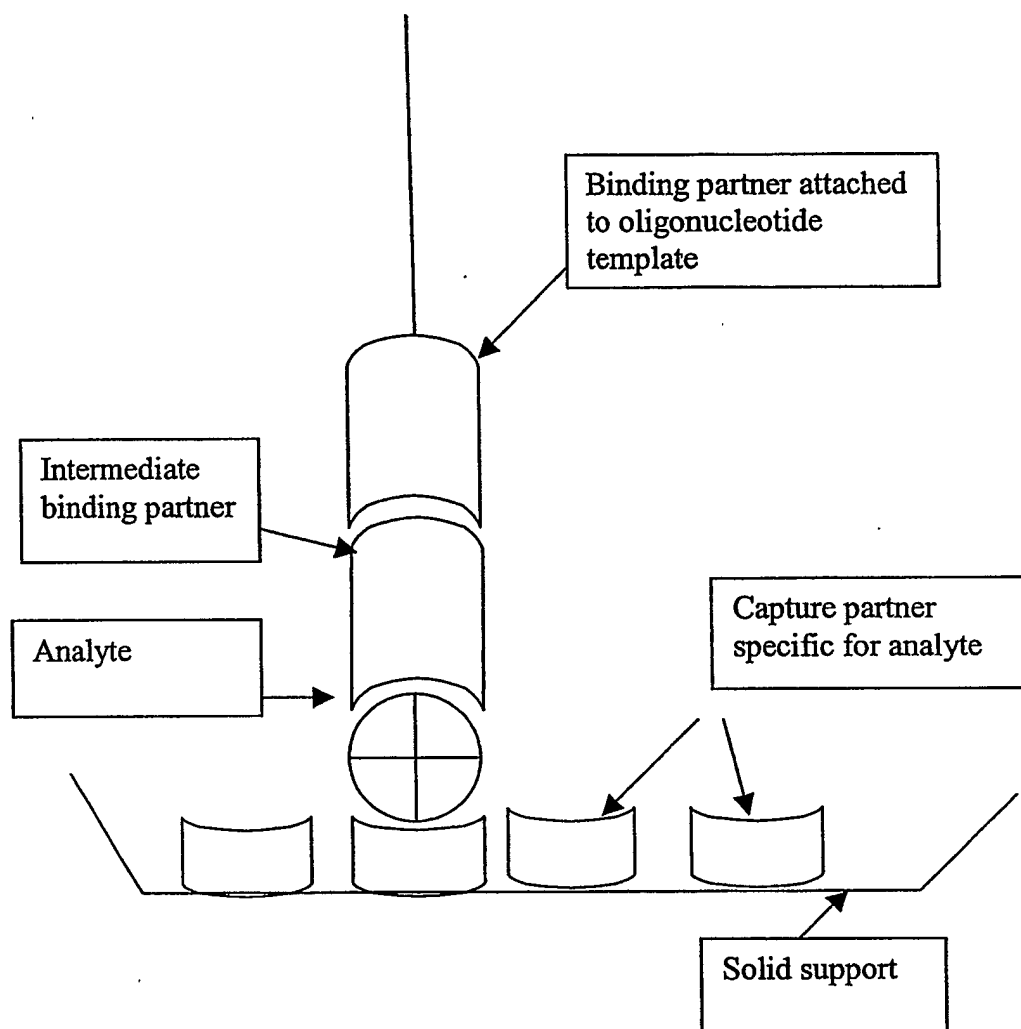 Binding partner attached
to oligonucleotide
template
Intermediate
binding partner
Analyte
Capture partner
specific for analyte
Solid support